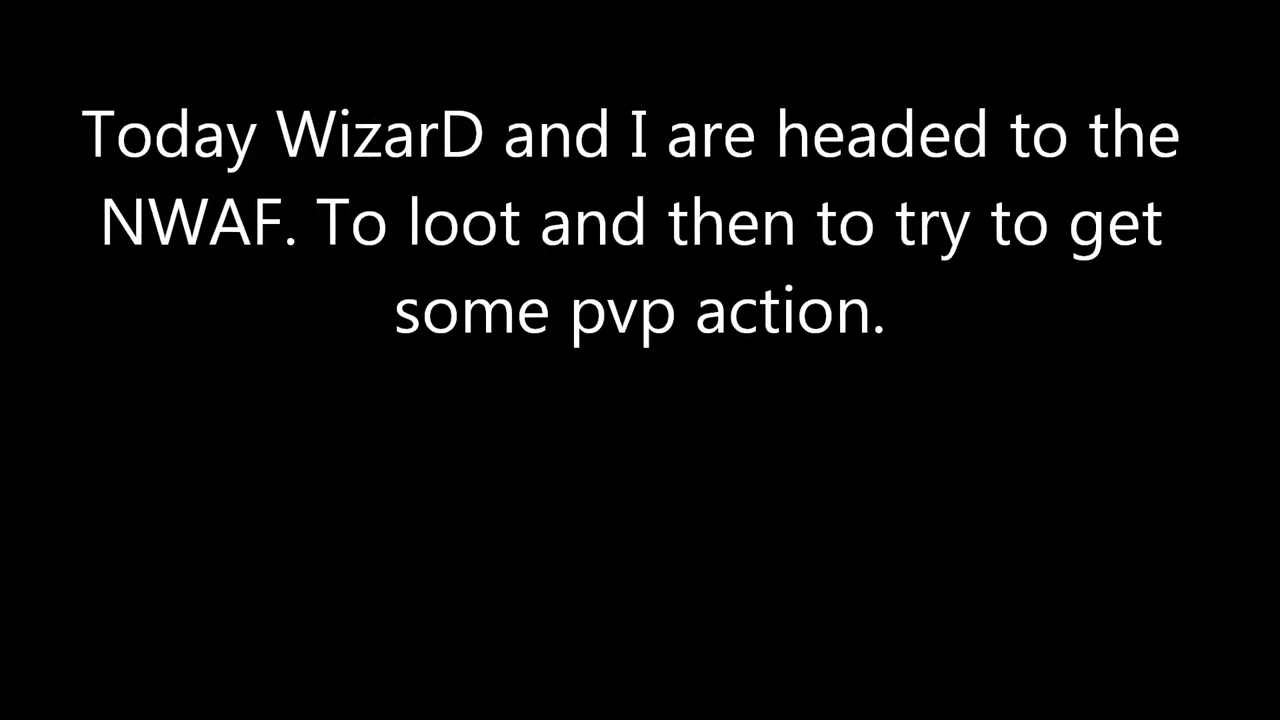 Today WizarD and I are headed to the
NWAF. To loot and then to try to get
some pvp action.